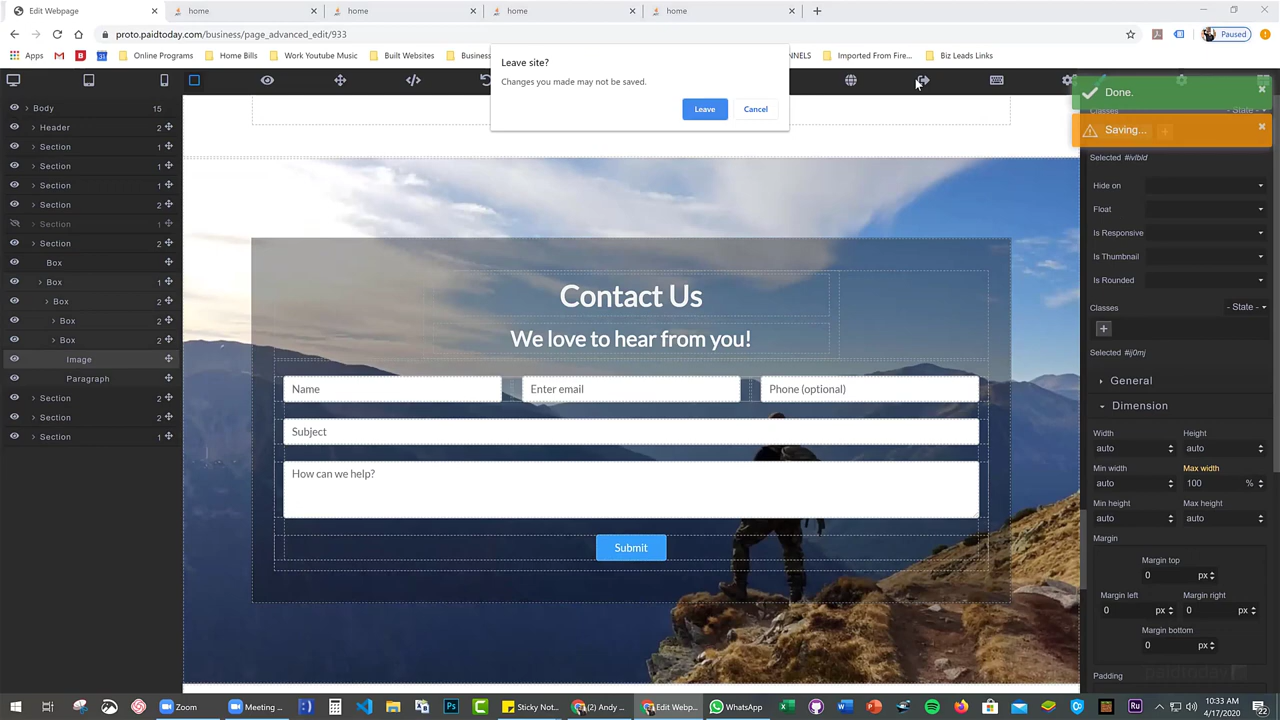 Edit Webpage
home
home
home
home
proto.paidtoday.com/business/page_advanced_edit/933
Paused
Apps
Online Programs
Home Bills
Work Youtube Music
Built Websites
Business
NNELS
Imported From Fire...
Biz Leads Links
Leave site?
Changes you made may not be saved.
Leave
Cancel
Done.
Saving...
Body 15
Header 1
Section 1
Section 1
Section 1
Section 2
Section 1
Section 2
Box
Box 1
Box 2
Box 2
Box 2
Image
Paragraph
Section 2
Section 2
Section 1
Contact Us
We love to hear from you!
Name
Enter email
Phone (optional)
Subject
How can we help?
Submit
Classes
- State -
Selected #ivlbld
Hide on
Float
Is Responsive
Is Thumbnail
Is Rounded
Classes
- State -
Selected #ij0mj
General
Dimension
Width Height
auto auto
Min width Max width
auto 100 %
Min height Max height
auto auto
Margin
Margin top
0 px
Margin left Margin right
0 px 0 px
Margin bottom
0 px
paidtoday
Padding
Zoom
Meeting ...
Sticky Not...
(2) Andy ...
Edit Webp...
WhatsApp
10:33 AM
4/17/2020